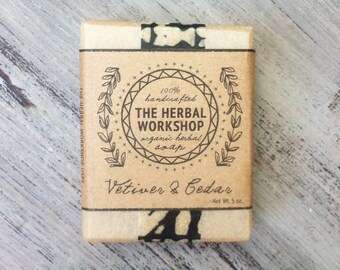 100%
handcrafted
THE HERBAL
WORKSHOP
organic herbal
soap
Vetiver & Cedar
Net Wt. 5 oz.